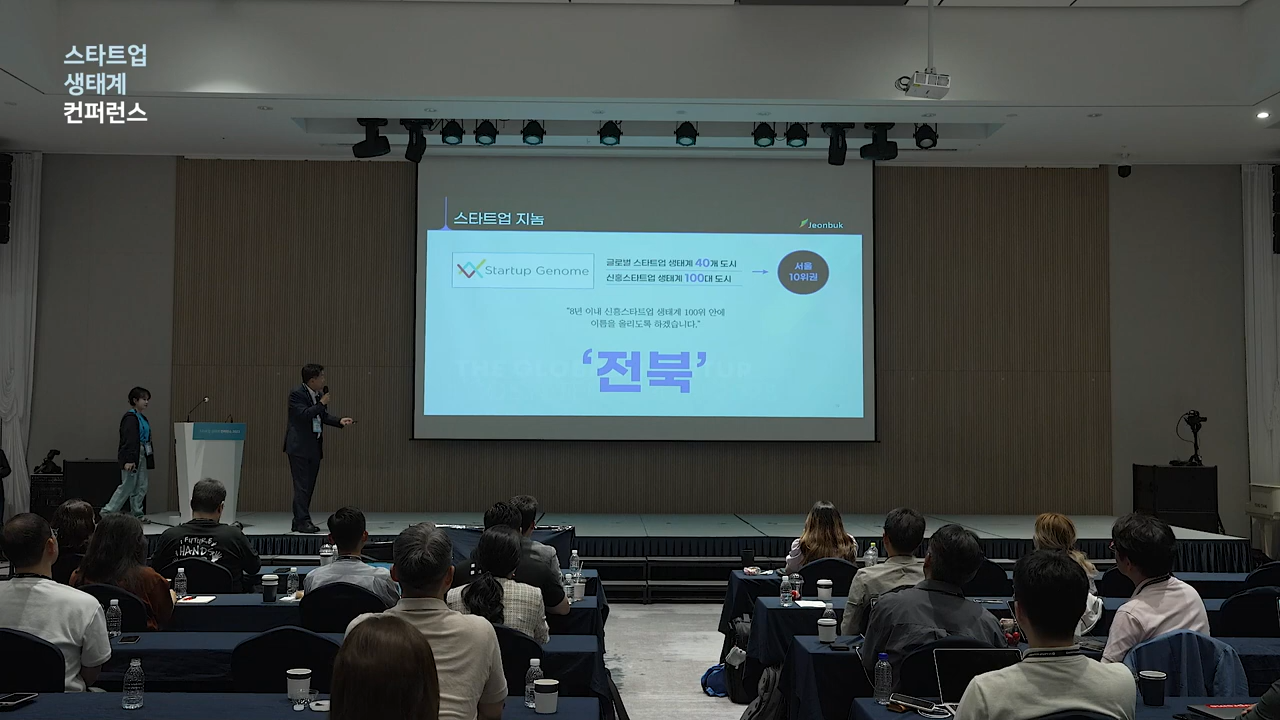 스타트업
생태계
컨퍼런스
스타트업 지놈
Jeonbuk
Startup Genome
글로벌 스타트업 생태계 40개 도시
신흥스타트업 생태계 100대 도시
서울
10위권
"8년 이내 신흥스타트업 생태계 100위 안에
이름을 올리도록 하겠습니다."
'전북'
FUTURE
HANDS